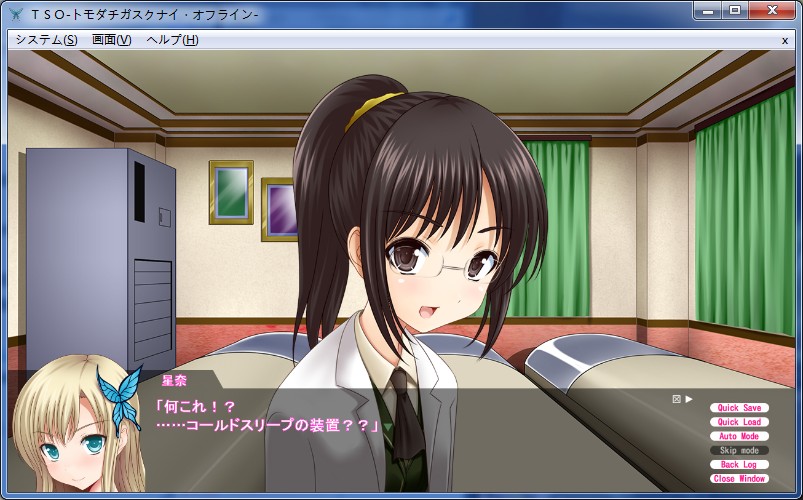 ＴＳＯ-トモダチガスクナイ・オフライン-
システム(S) 画面(V) ヘルプ(H)
x
星奈
「何これ！？
……コールドスリープの装置？？」
Quick Save
Quick Load
Auto Mode
Skip mode
Back Log
Close Window